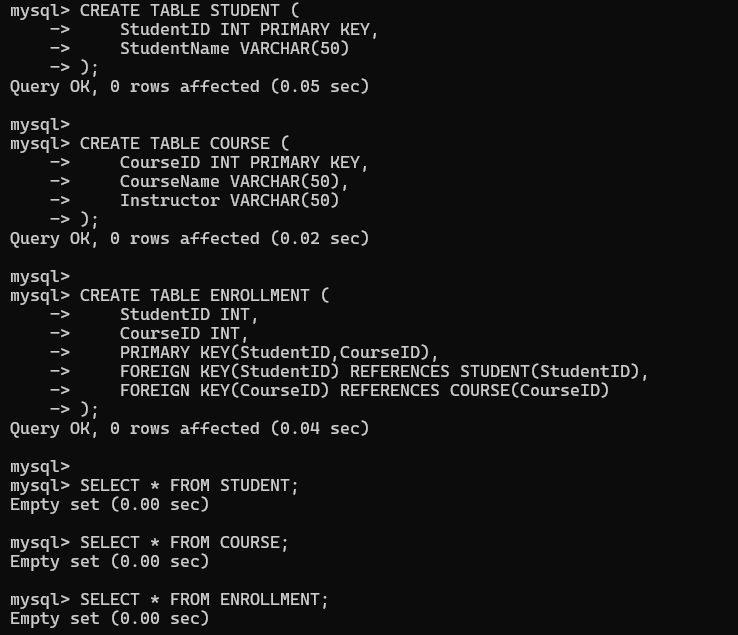 mysql> CREATE TABLE STUDENT (
    ->     StudentID INT PRIMARY KEY,
    ->     StudentName VARCHAR(50)
    -> );
Query OK, 0 rows affected (0.05 sec)

mysql>
mysql> CREATE TABLE COURSE (
    ->     CourseID INT PRIMARY KEY,
    ->     CourseName VARCHAR(50),
    ->     Instructor VARCHAR(50)
    -> );
Query OK, 0 rows affected (0.02 sec)

mysql>
mysql> CREATE TABLE ENROLLMENT (
    ->     StudentID INT,
    ->     CourseID INT,
    ->     PRIMARY KEY(StudentID,CourseID),
    ->     FOREIGN KEY(StudentID) REFERENCES STUDENT(StudentID),
    ->     FOREIGN KEY(CourseID) REFERENCES COURSE(CourseID)
    -> );
Query OK, 0 rows affected (0.04 sec)

mysql>
mysql> SELECT * FROM STUDENT;
Empty set (0.00 sec)

mysql> SELECT * FROM COURSE;
Empty set (0.00 sec)

mysql> SELECT * FROM ENROLLMENT;
Empty set (0.00 sec)